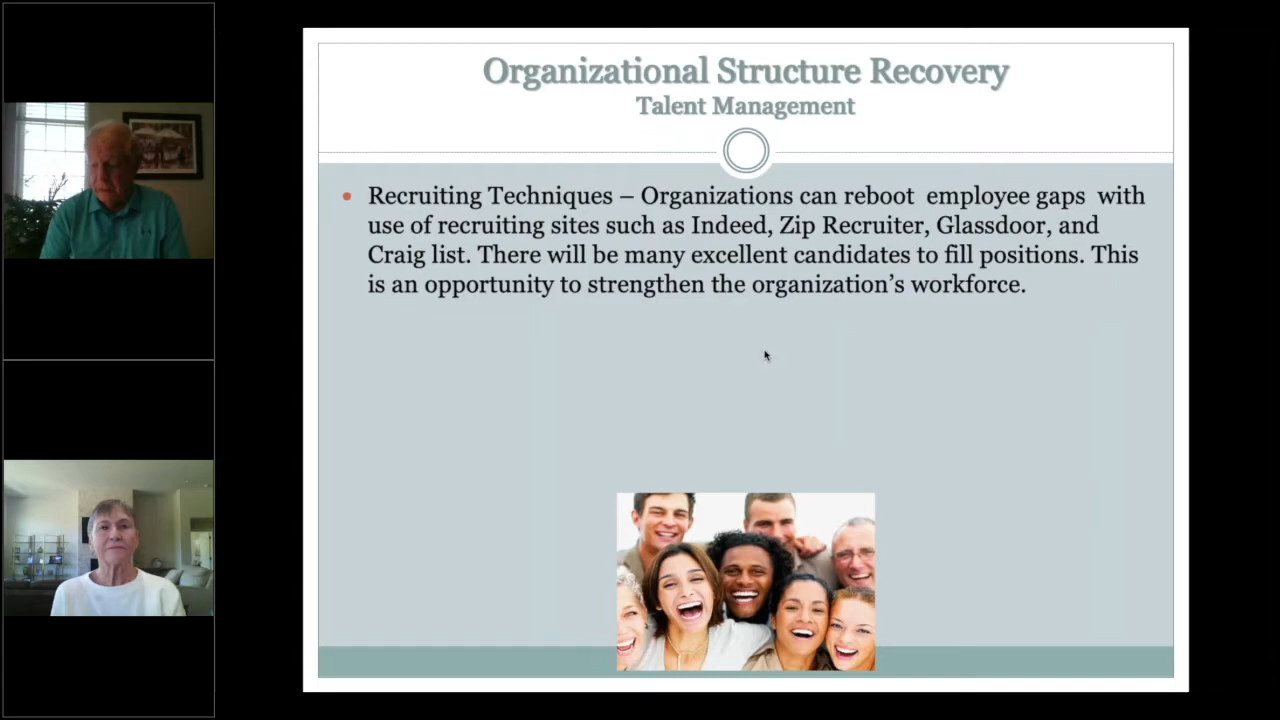 Organizational Structure Recovery
Talent Management
• Recruiting Techniques – Organizations can reboot employee gaps with
use of recruiting sites such as Indeed, Zip Recruiter, Glassdoor, and
Craig list. There will be many excellent candidates to fill positions. This
is an opportunity to strengthen the organization’s workforce.